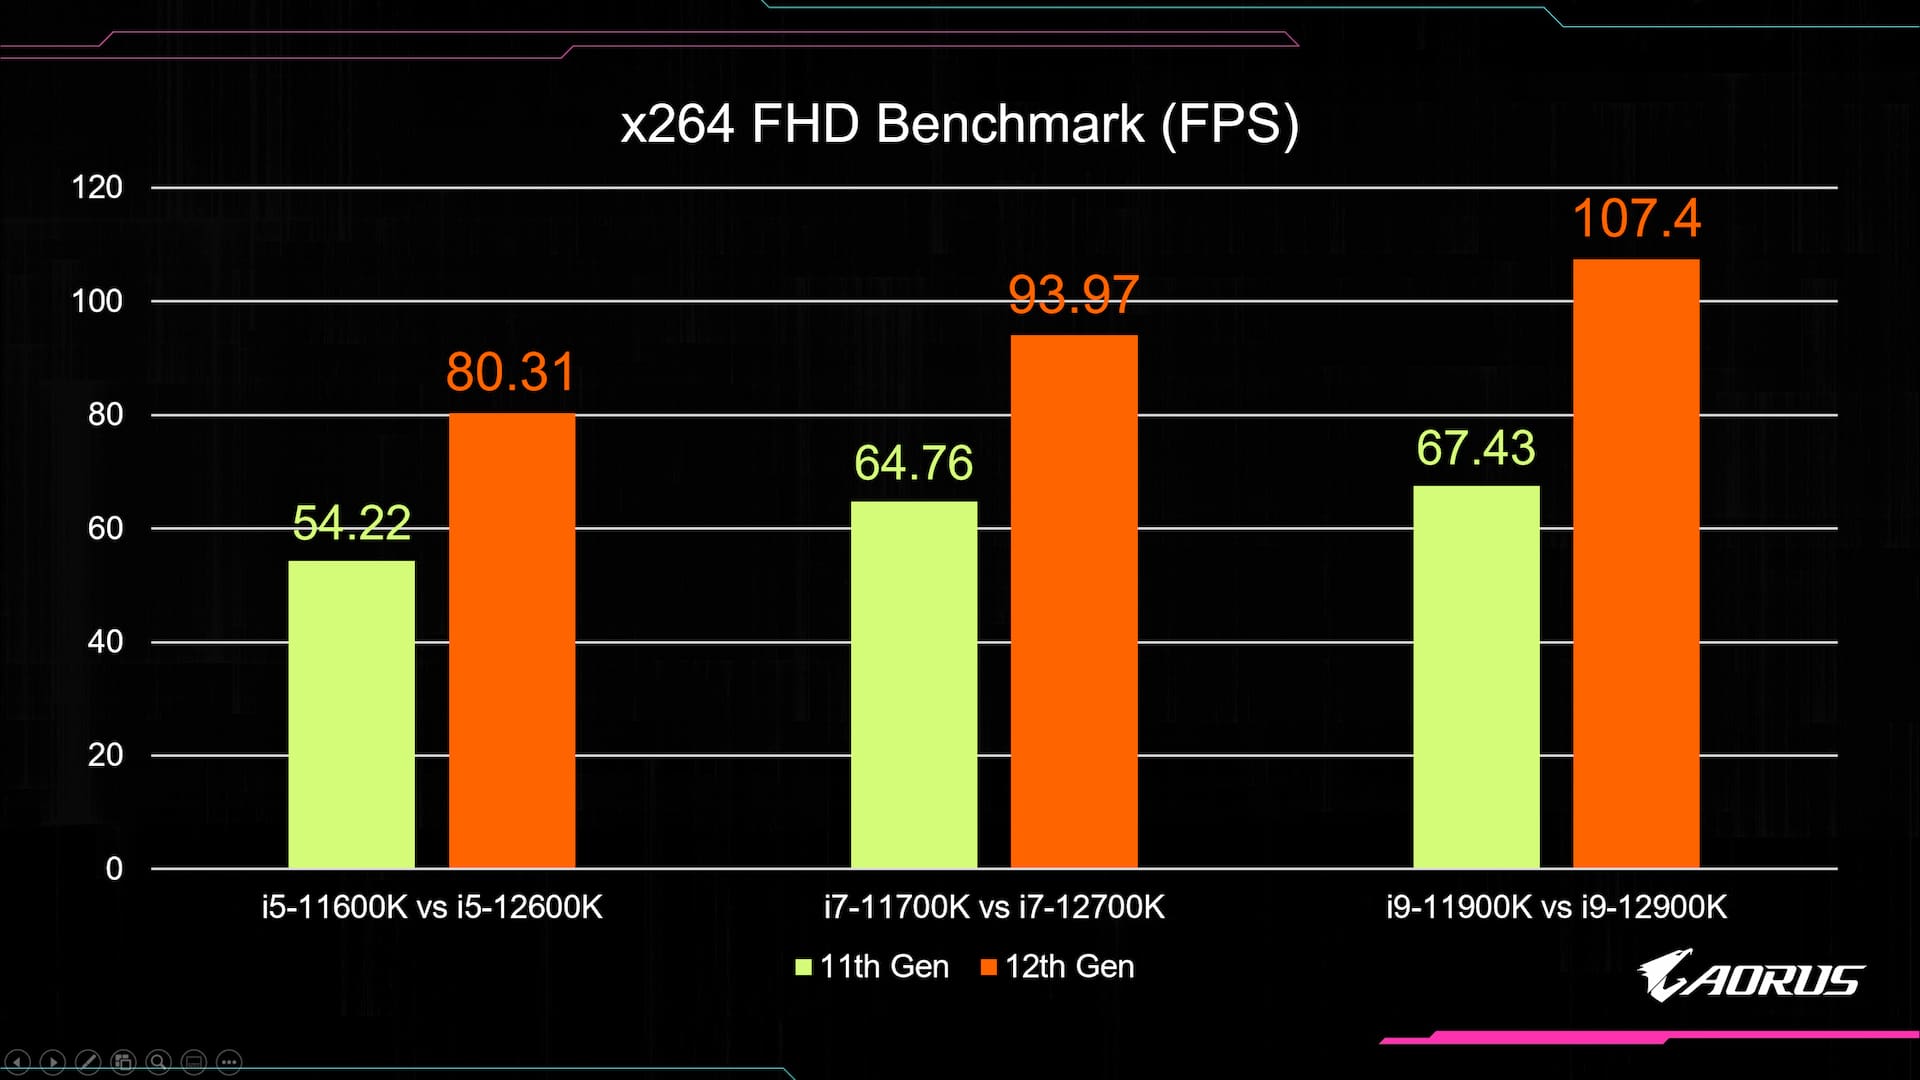 x264 FHD Benchmark (FPS)
120
100
80
60
40
20
0
54.22
80.31
64.76
93.97
67.43
107.4
i5-11600K vs i5-12600K
i7-11700K vs i7-12700K
i9-11900K vs i9-12900K
11th Gen
12th Gen
AORUS